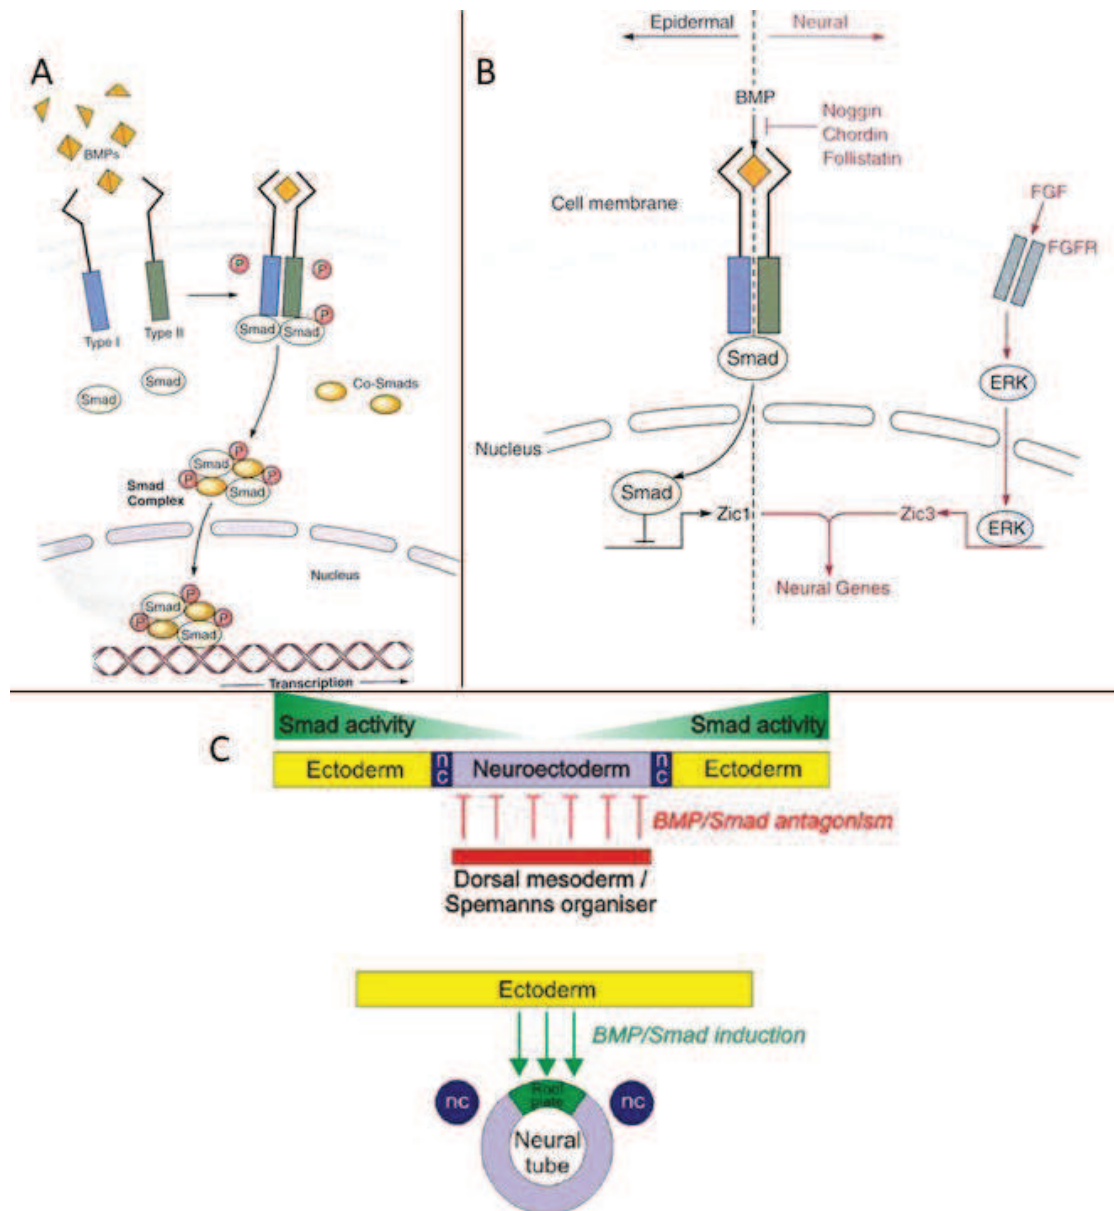 A
BMPs
Type I
Type II
Smad
Smad
P
P
P
Smad
Smad
Co-Smads
P
Smad
P
P
Smad
Smad
Complex
Nucleus
P
Smad
P
P
Smad
Transcription
B
Epidermal
Neural
BMP
Noggin
Chordin
Follistatin
Cell membrane
FGF
FGFR
Smad
ERK
Nucleus
Smad
Zic1
Zic3
ERK
Neural Genes
C
Smad activity
Smad activity
Ectoderm
n
c
Neuroectoderm
n
c
Ectoderm
BMP/Smad antagonism
Dorsal mesoderm /
Spemanns organiser
Ectoderm
BMP/Smad induction
nc
Roof
plate
nc
Neural
tube